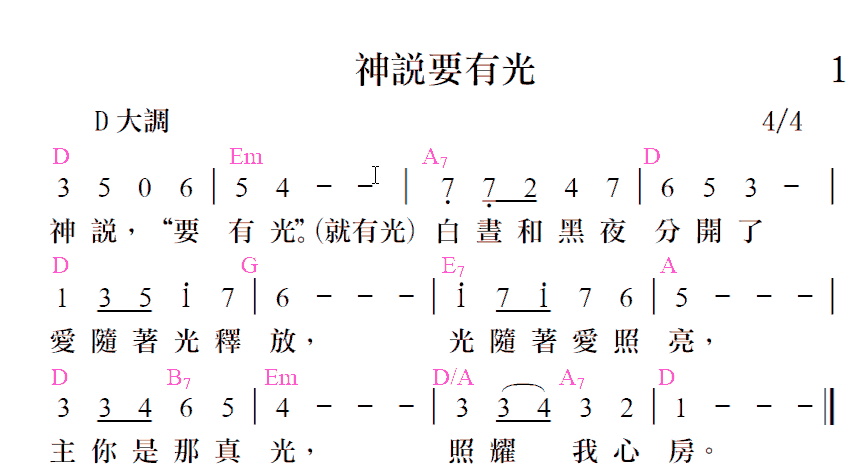 神說要有光 1
D 大調 4/4
D Em A7 D
3 5 0 6 | 5 4 - - | 7̣ 7̣ 2 4 7 | 6 5 3 - |
神說，“要有光”。(就有光) 白晝和黑夜分開了
D G E7 A
1 3 5 i 7 | 6 - - - | i 7 i 7 6 | 5 - - - |
愛隨著光釋放， 光隨著愛照亮，
D B7 Em D/A A7 D
3 3 4 6 5 | 4 - - - | 3 3 4 3 2 | 1 - - - ‖
主你是那真光， 照耀我心房。